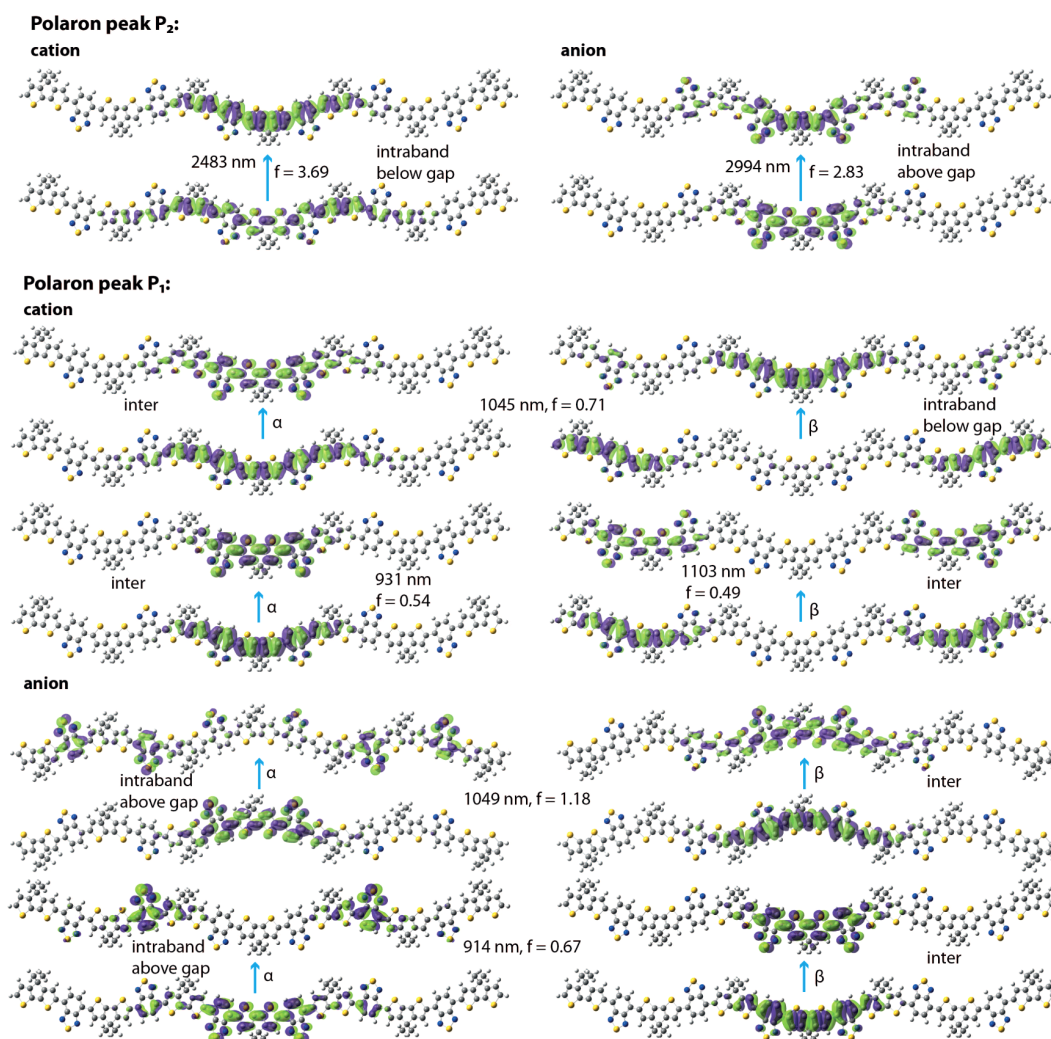 Polaron peak P₂:
cation
anion
2483 nm
f = 3.69
intraband
below gap
2994 nm
f = 2.83
intraband
above gap
Polaron peak P₁:
cation
inter
α
1045 nm, f = 0.71
β
intraband
below gap
inter
α
931 nm
f = 0.54
1103 nm
f = 0.49
β
inter
anion
intraband
above gap
α
1049 nm, f = 1.18
β
inter
intraband
above gap
α
914 nm, f = 0.67
β
inter